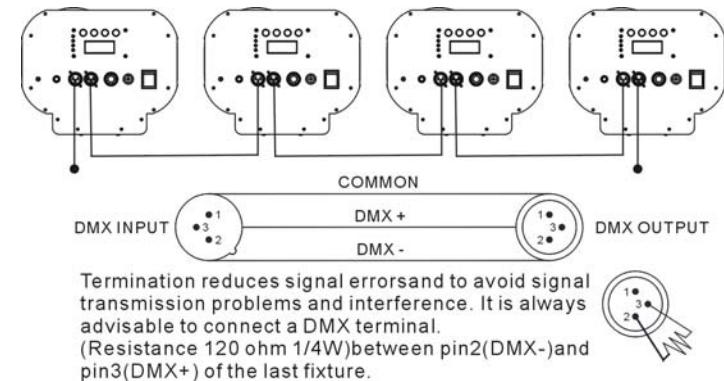 COMMON
DMX INPUT
1
3
2
DMX +
1
3
2
DMX OUTPUT
DMX -
Termination reduces signal errorsand to avoid signal
transmission problems and interference. It is always
advisable to connect a DMX terminal.
(Resistance 120 ohm 1/4W)between pin2(DMX-)and
pin3(DMX+) of the last fixture.
1
3
2